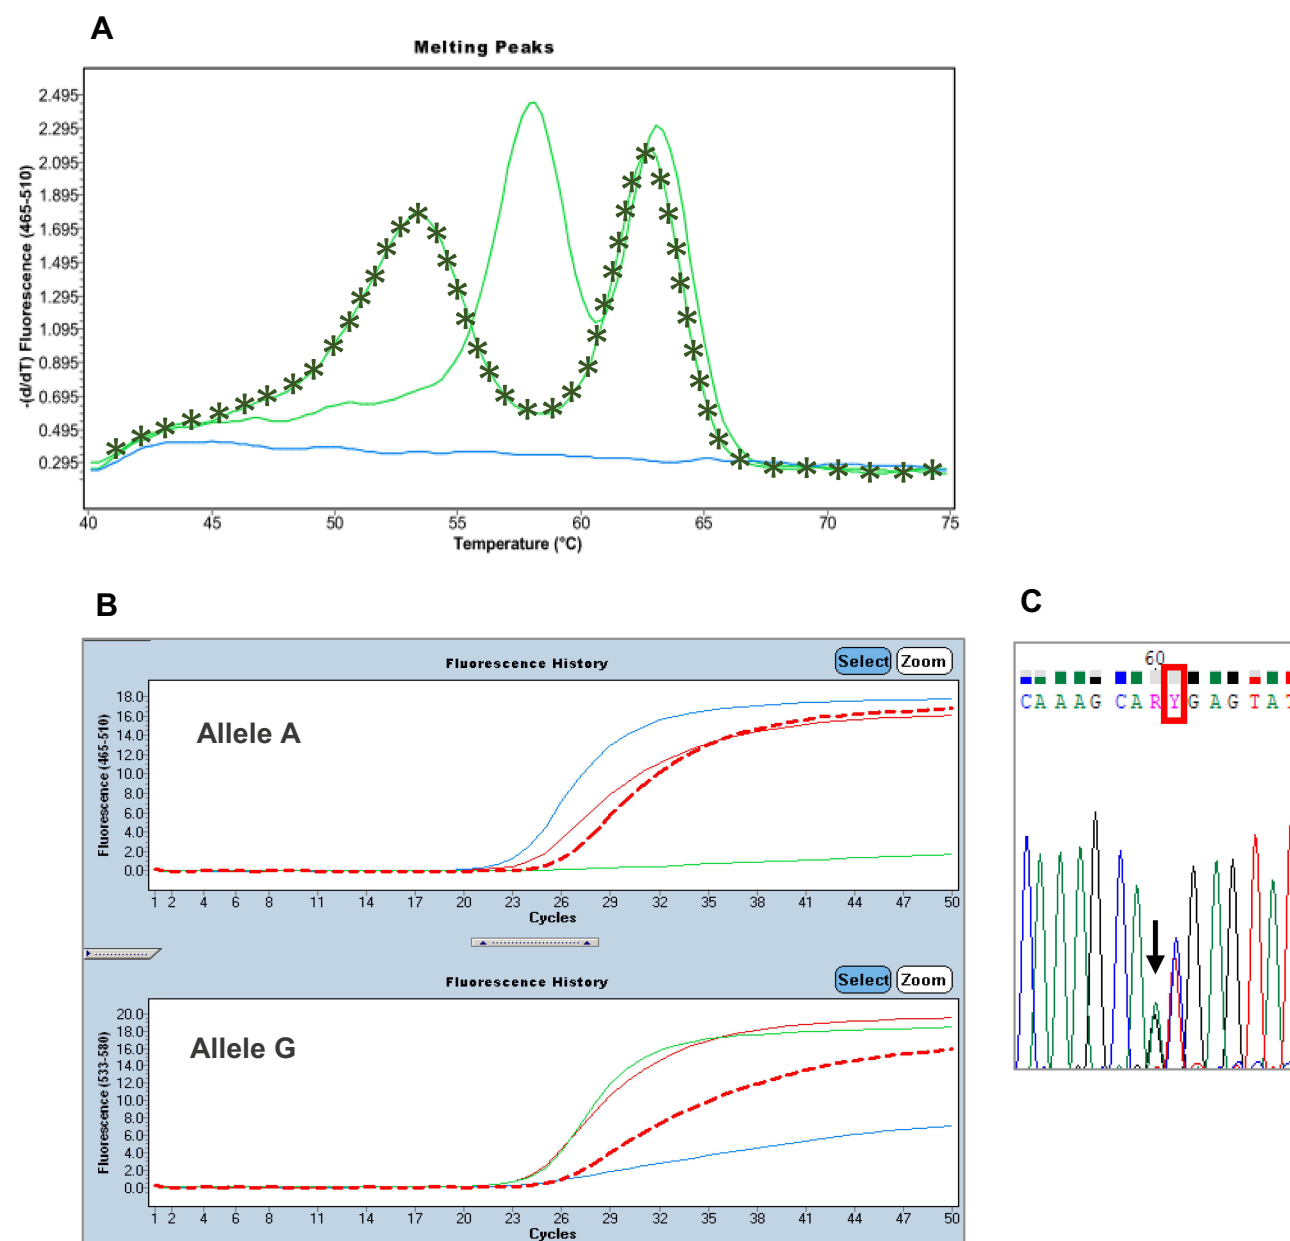 A
Melting Peaks
-(d/dT) Fluorescence (465-510)
2.495
2.295
2.095
1.895
1.695
1.495
1.295
1.095
0.895
0.695
0.495
0.295
40 45 50 55 60 65 70 75
Temperature (°C)
B
Fluorescence History
Select Zoom
Allele A
Fluorescence (465-510)
18.0
16.0
14.0
12.0
10.0
8.0
6.0
4.0
2.0
0.0
1 2 4 6 8 11 14 17 20 23 26 29 32 35 38 41 44 47 50
Cycles
Fluorescence History
Select Zoom
Allele G
Fluorescence (533-580)
20.0
18.0
16.0
14.0
12.0
10.0
8.0
6.0
4.0
2.0
0.0
1 2 4 6 8 11 14 17 20 23 26 29 32 35 38 41 44 47 50
Cycles
C
60
CAAAGCARYGAGTAT